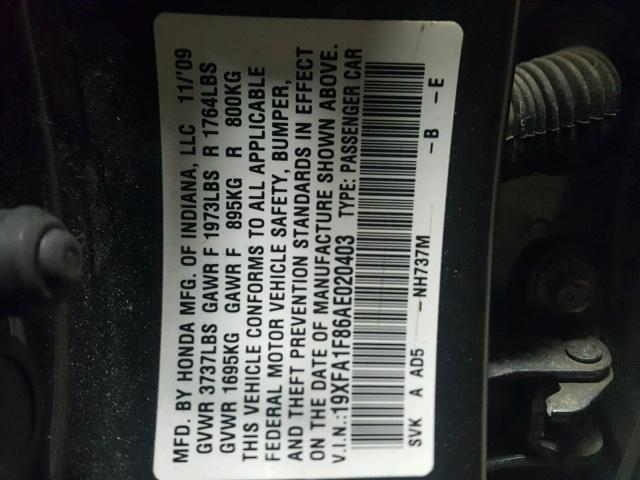 MFD. BY HONDA MFG. OF INDIANA, LLC 11/'09
GVWR 3737LBS GAWR F 1973LBS R 1764LBS
GVWR 1695KG GAWR F 895KG R 800KG
THIS VEHICLE CONFORMS TO ALL APPLICABLE
FEDERAL MOTOR VEHICLE SAFETY, BUMPER,
AND THEFT PREVENTION STANDARDS IN EFFECT
ON THE DATE OF MANUFACTURE SHOWN ABOVE.
V.I.N.:19XFA1F86AE020403 TYPE: PASSENGER CAR
SVK A AD5 -NH737M -B -E